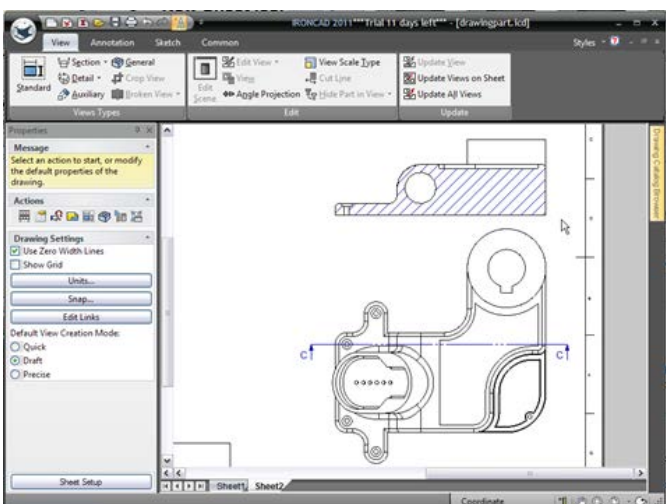 IRONCAD 2011***Trial 11 days left*** - [drawingpart.icd]
View Annotation Sketch Common Styles
Standard
Section General
Detail Crop View
Auxiliary Broken View
Views Types
Edit Scene
Edit View View Scale Type
View Cut Line
Angle Projection Hide Part in View
Edit
Update View
Update Views on Sheet
Update All Views
Update
Properties
Message
Select an action to start, or modify
the default properties of the
drawing.
Actions
Drawing Settings
Use Zero Width Lines
Show Grid
Units...
Snap...
Edit Links
Default View Creation Mode:
Quick
Draft
Precise
Sheet Setup
C C
Drawing Catalog Browser
Sheet1 Sheet2
Coordinate